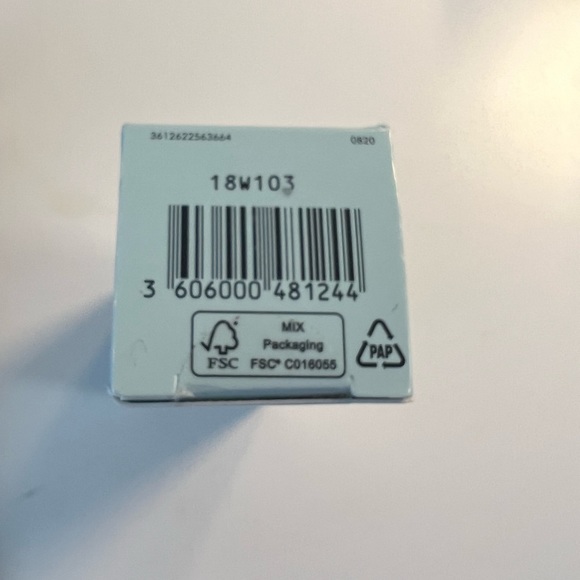 3612622563664 0820
18W103
3 606000 481244
MIX
Packaging
FSC
FSC® C016055
PAP